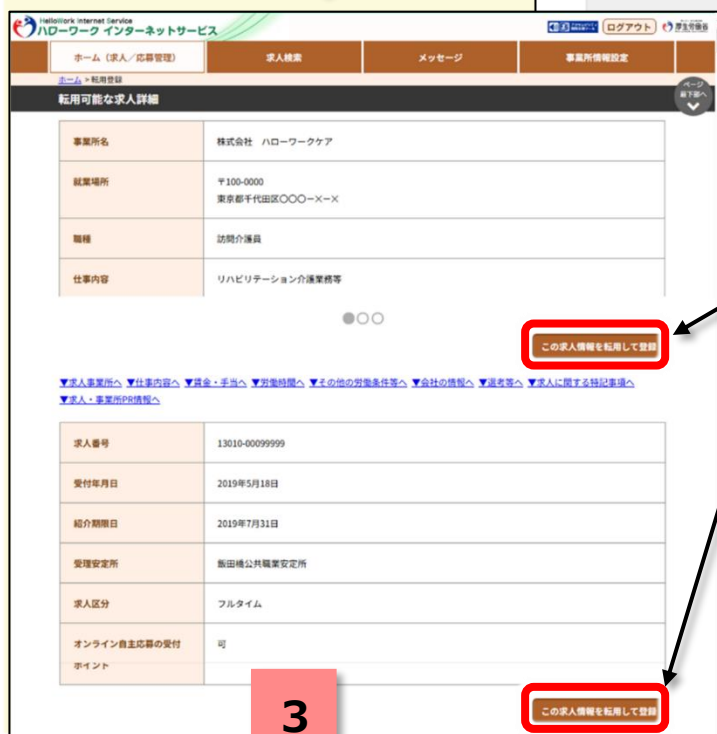 HelloWork Internet Service
ハローワーク インターネットサービス
ログアウト
厚生労働省
ホーム（求人／応募管理）
求人検索
メッセージ
事業所情報設定
ホーム > 転用登録
ページ
最下部へ
転用可能な求人詳細
事業所名
株式会社　ハローワークケア
就業場所
〒100-0000
東京都千代田区〇〇〇−×−×
職種
訪問介護員
仕事内容
リハビリテーション介護業務等
この求人情報を転用して登録
▼求人事業所へ ▼仕事内容へ ▼賃金・手当へ ▼労働時間へ ▼その他の労働条件等へ ▼会社の情報へ ▼選考等へ ▼求人に関する特記事項へ
▼求人・事業所PR情報へ
求人番号
13010-00099999
受付年月日
2019年5月18日
紹介期限日
2019年7月31日
受理安定所
飯田橋公共職業安定所
求人区分
フルタイム
オンライン自主応募の受付
可
ポイント
3
この求人情報を転用して登録